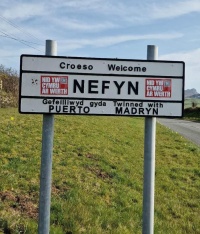 Croeso Welcome
NID YW CYMRU AR WERTH
NEFYN
NID YW CYMRU AR WERTH
Gefeilliwyd gyda Twinned with
PUERTO MADRYN